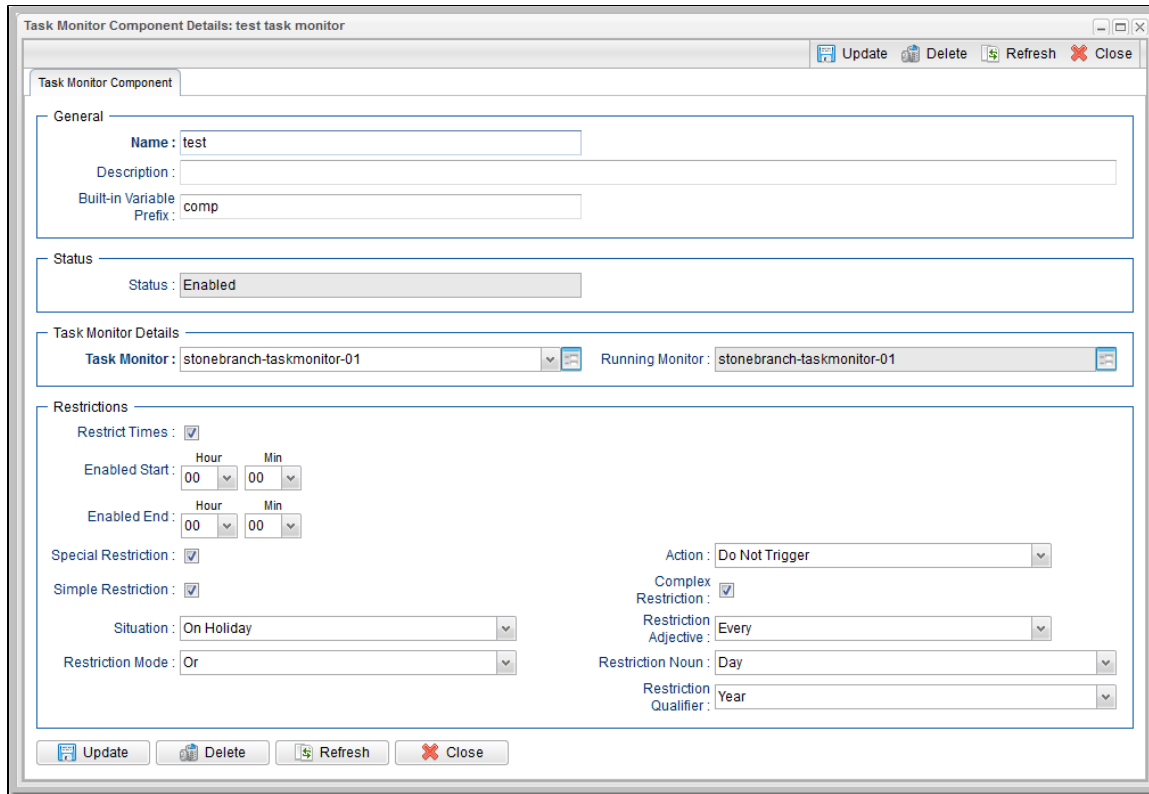 Task Monitor Component Details: test task monitor
Update Delete Refresh Close
Task Monitor Component
General
Name : test
Description :
Built-in Variable
Prefix : comp
Status
Status : Enabled
Task Monitor Details
Task Monitor : stonebranch-taskmonitor-01 Running Monitor : stonebranch-taskmonitor-01
Restrictions
Restrict Times :
Hour Min
Enabled Start : 00 00
Hour Min
Enabled End : 00 00
Special Restriction : Action : Do Not Trigger
Simple Restriction : Complex
Restriction :
Situation : On Holiday Restriction
Adjective : Every
Restriction Mode : Or Restriction Noun : Day
Restriction
Qualifier : Year
Update Delete Refresh Close